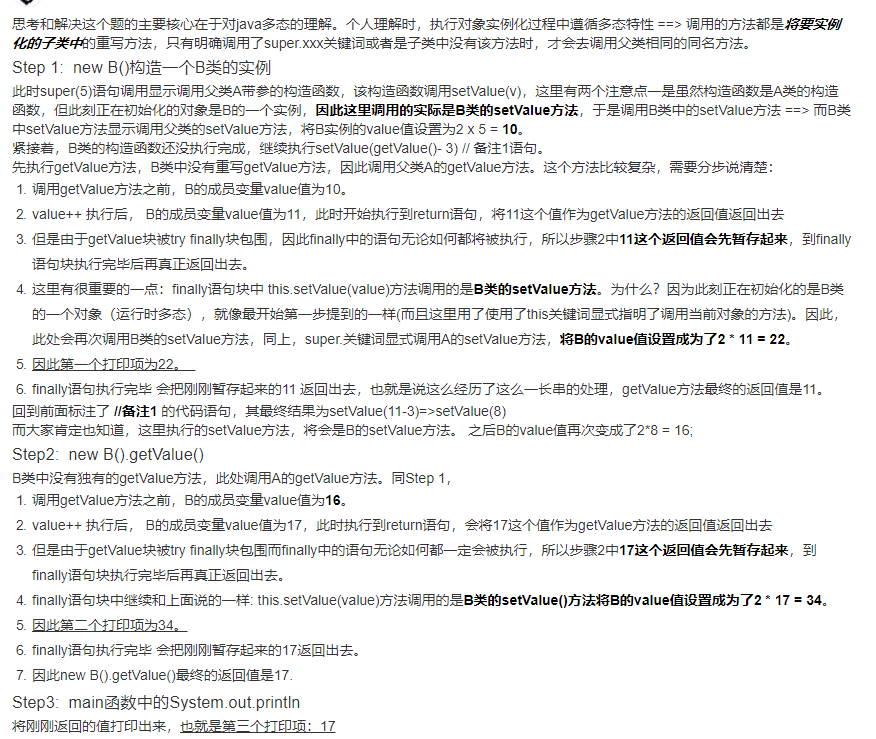 思考和解决这个题的主要核心在于对java多态的理解。个人理解时，执行对象实例化过程中遵循多态特性 ==> 调用的方法都是将要实例
化的子类中的重写方法，只有明确调用了super.xxx关键词或者是子类中没有该方法时，才会去调用父类相同的同名方法。
Step 1: new B()构造一个B类的实例
此时super(5)语句调用显示调用父类A带参的构造函数，该构造函数调用setValue(v)，这里有两个注意点一是虽然构造函数是A类的构造
函数，但此刻正在初始化的对象是B的一个实例，因此这里调用的实际是B类的setValue方法，于是调用B类中的setValue方法 ==> 而B类
中setValue方法显示调用父类的setValue方法，将B实例的value值设置为2 x 5 = 10。
紧接着，B类的构造函数还没执行完成，继续执行setValue(getValue()- 3) // 备注1语句。
先执行getValue方法，B类中没有重写getValue方法，因此调用父类A的getValue方法。这个方法比较复杂，需要分步说清楚：
1. 调用getValue方法之前，B的成员变量value值为10。
2. value++ 执行后， B的成员变量value值为11，此时开始执行到return语句，将11这个值作为getValue方法的返回值返回出去
3. 但是由于getValue块被try finally块包围，因此finally中的语句无论如何都将被执行，所以步骤2中11这个返回值会先暂存起来，到finally
语句块执行完毕后再真正返回出去。
4. 这里有很重要的一点：finally语句块中 this.setValue(value)方法调用的是B类的setValue方法。为什么？因为此刻正在初始化的是B类
的一个对象（运行时多态），就像最开始第一步提到的一样(而且这里用了使用了this关键词显式指明了调用当前对象的方法)。因此，
此处会再次调用B类的setValue方法，同上，super.关键词显式调用A的setValue方法，将B的value值设置成为了2 * 11 = 22。
5. 因此第一个打印项为22。
6. finally语句执行完毕 会把刚刚暂存起来的11 返回出去，也就是说这么经历了这么一长串的处理，getValue方法最终的返回值是11。
回到前面标注了 //备注1 的代码语句，其最终结果为setValue(11-3)=>setValue(8)
而大家肯定也知道，这里执行的setValue方法，将会是B的setValue方法。 之后B的value值再次变成了2*8 = 16;
Step2: new B().getValue()
B类中没有独有的getValue方法，此处调用A的getValue方法。同Step 1，
1. 调用getValue方法之前，B的成员变量value值为16。
2. value++ 执行后， B的成员变量value值为17，此时执行到return语句，会将17这个值作为getValue方法的返回值返回出去
3. 但是由于getValue块被try finally块包围而finally中的语句无论如何都一定会被执行，所以步骤2中17这个返回值会先暂存起来，到
finally语句块执行完毕后再真正返回出去。
4. finally语句块中继续和上面说的一样: this.setValue(value)方法调用的是B类的setValue()方法将B的value值设置成为了2 * 17 = 34。
5. 因此第二个打印项为34。
6. finally语句执行完毕 会把刚刚暂存起来的17返回出去。
7. 因此new B().getValue()最终的返回值是17.
Step3: main函数中的System.out.println
将刚刚返回的值打印出来，也就是第三个打印项：17